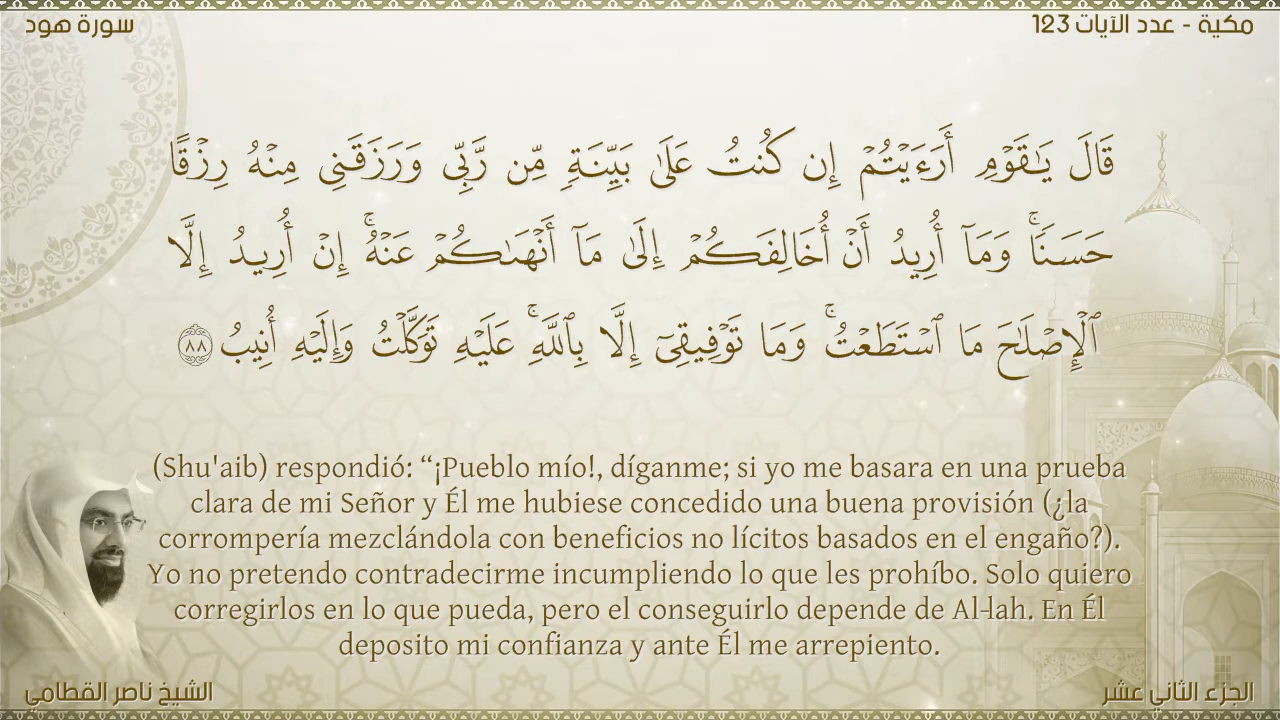 مكية - عدد الآيات 123
سورة هود
قَالَ يَـٰقَوْمِ أَرَءَيْتُمْ إِن كُنتُ عَلَىٰ بَيِّنَةٍ مِّن رَّبِّى وَرَزَقَنِى مِنْهُ رِزْقًا
حَسَنًا ۚ وَمَآ أُرِيدُ أَنْ أُخَالِفَكُمْ إِلَىٰ مَآ أَنْهَىٰكُمْ عَنْهُ ۚ إِنْ أُرِيدُ إِلَّا
ٱلْإِصْلَـٰحَ مَا ٱسْتَطَعْتُ ۚ وَمَا تَوْفِيقِىٓ إِلَّا بِٱللَّهِ ۚ عَلَيْهِ تَوَكَّلْتُ وَإِلَيْهِ أُنِيبُ ٨٨
(Shu'aib) respondió: “¡Pueblo mío!, díganme; si yo me basara en una prueba
clara de mi Señor y Él me hubiese concedido una buena provisión (¿la
corrompería mezclándola con beneficios no lícitos basados en el engaño?).
Yo no pretendo contradecirme incumpliendo lo que les prohíbo. Solo quiero
corregirlos en lo que pueda, pero el conseguirlo depende de Al-lah. En Él
deposito mi confianza y ante Él me arrepiento.
الجزء الثاني عشر
الشيخ ناصر القطامي